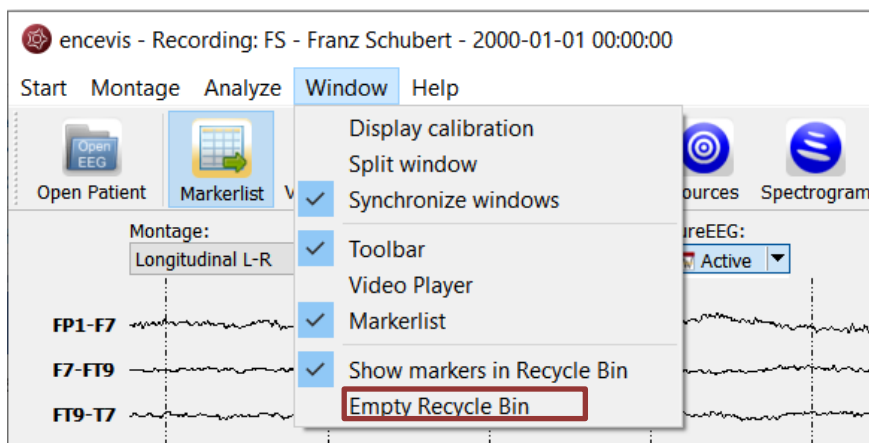 encevis - Recording: FS - Franz Schubert - 2000-01-01 00:00:00
Start Montage Analyze Window Help
Open EEG
Open Patient Markerlist V
Display calibration
Split window
Synchronize windows
Toolbar
Video Player
Markerlist
Show markers in Recycle Bin
Empty Recycle Bin
ources Spectrogram
Montage:
Longitudinal L-R
ureEEG:
Active
FP1-F7
F7-FT9
FT9-T7